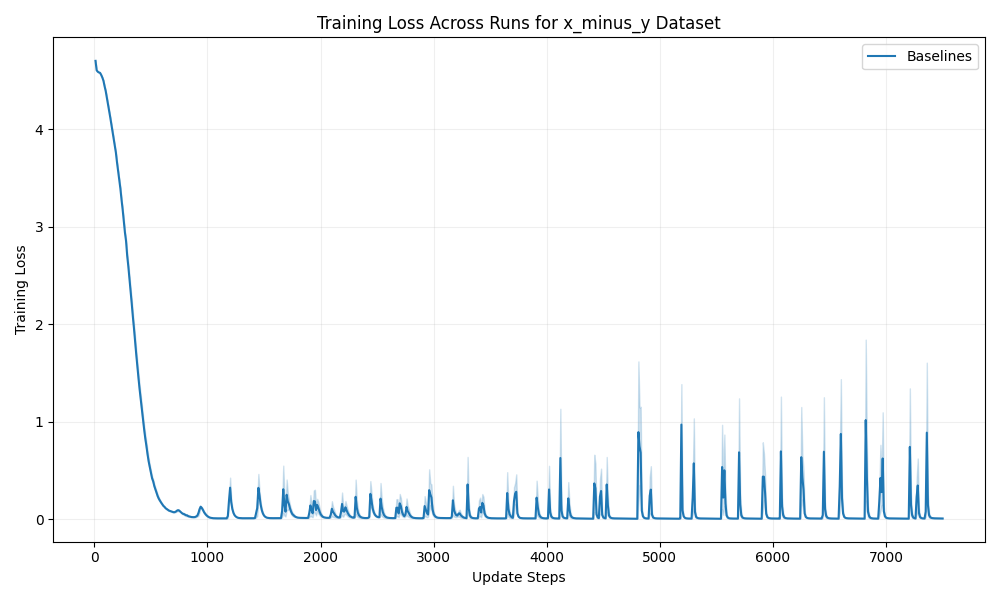 Training Loss Across Runs for x_minus_y Dataset
Baselines
Training Loss
4
3
2
1
0
0 1000 2000 3000 4000 5000 6000 7000
Update Steps